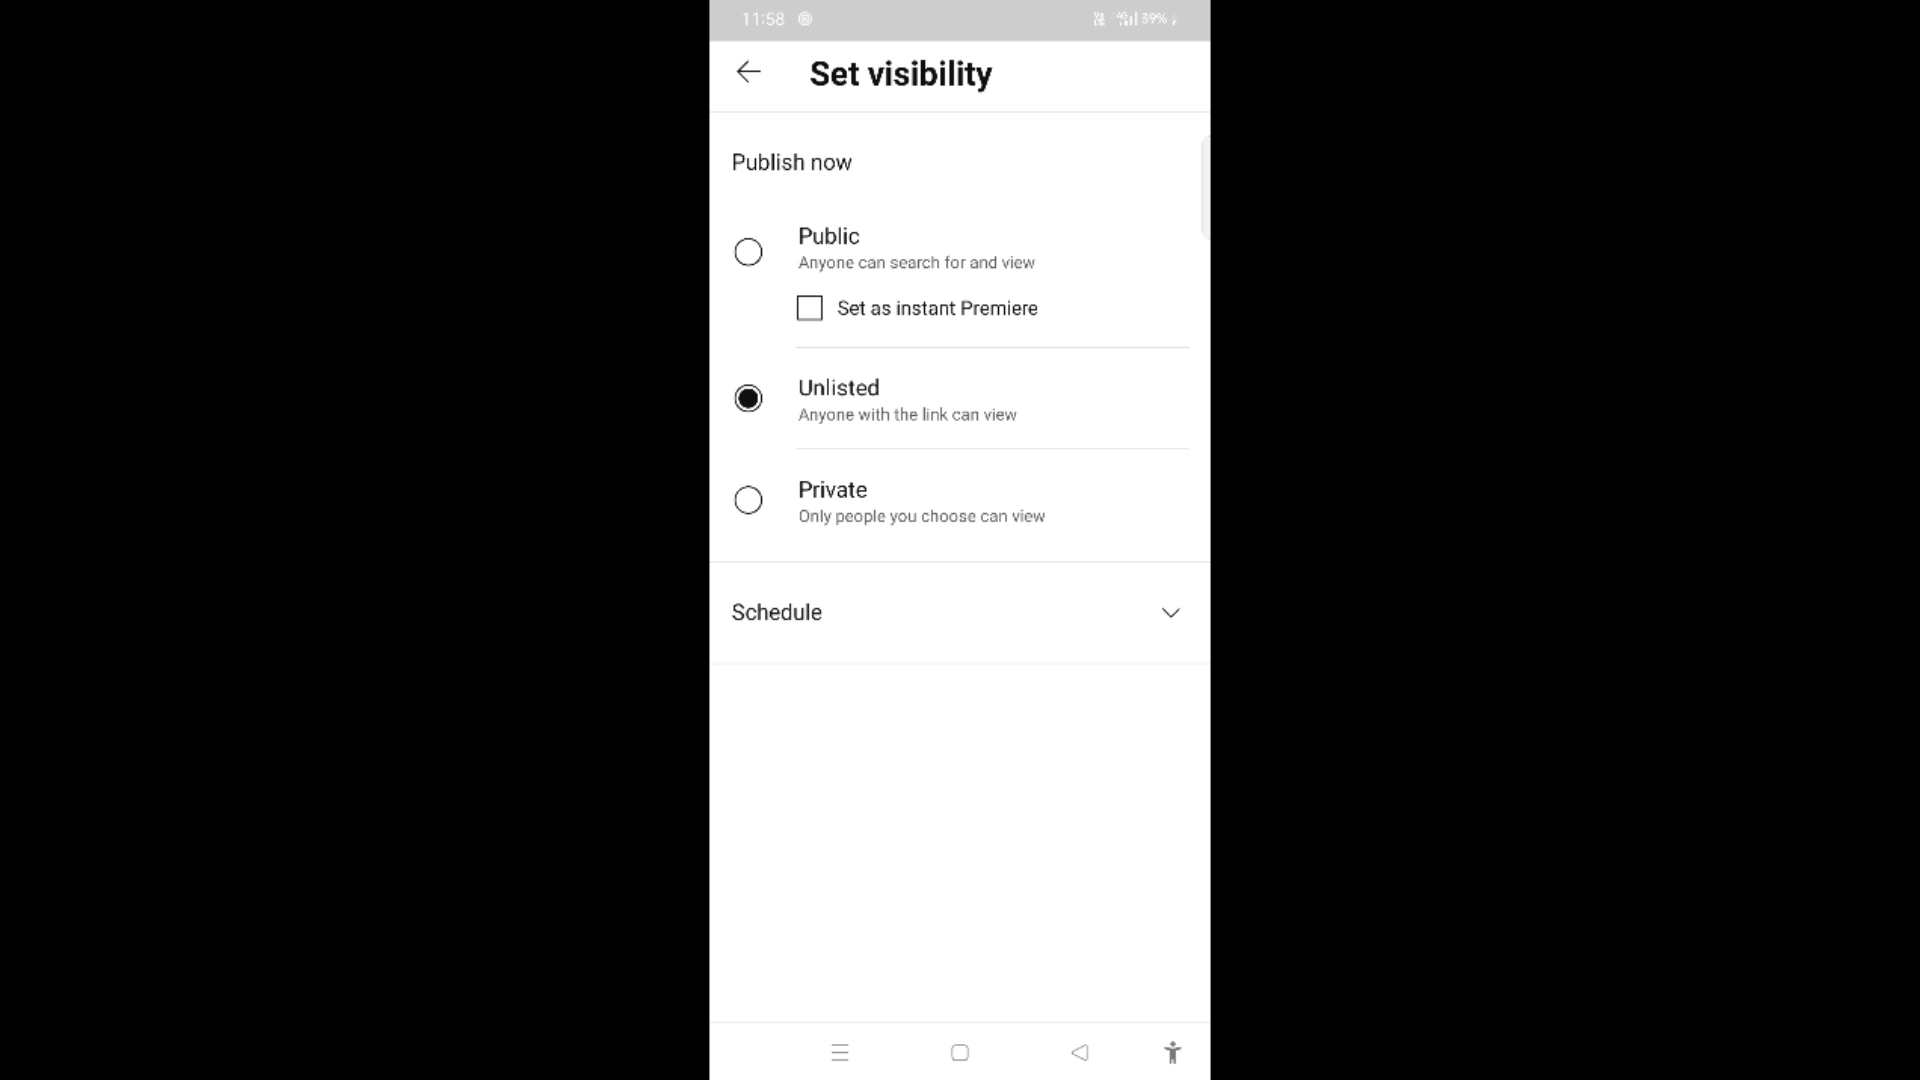 11:58
39%
Set visibility
Publish now
Public
Anyone can search for and view
Set as instant Premiere
Unlisted
Anyone with the link can view
Private
Only people you choose can view
Schedule